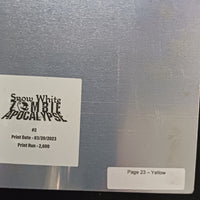 Snow White
ZOMBIE
APOCALYPSE
#2
Print Date - 03/20/2023
Print Run - 2,600
Page 23 ~ Yellow